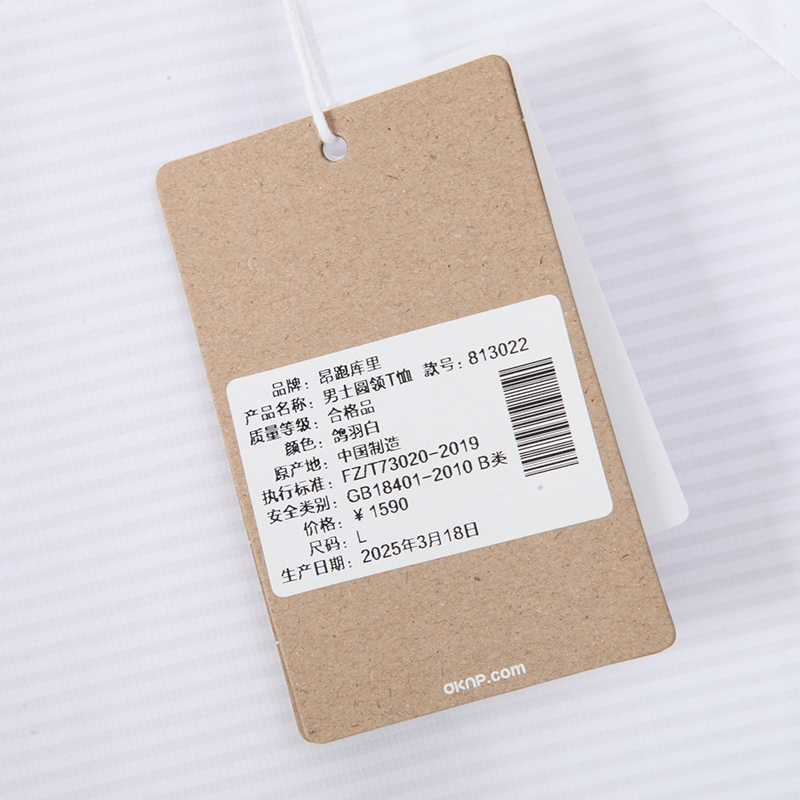 品牌：昂跑库里
产品名称：男士圆领T恤 款号：813022
质量等级：合格品
颜色：鸽羽白
原产地：中国制造
执行标准：FZ/T73020-2019
安全类别：GB18401-2010 B类
价格：￥1590
尺码：L
生产日期：2025年3月18日
OKNP.com